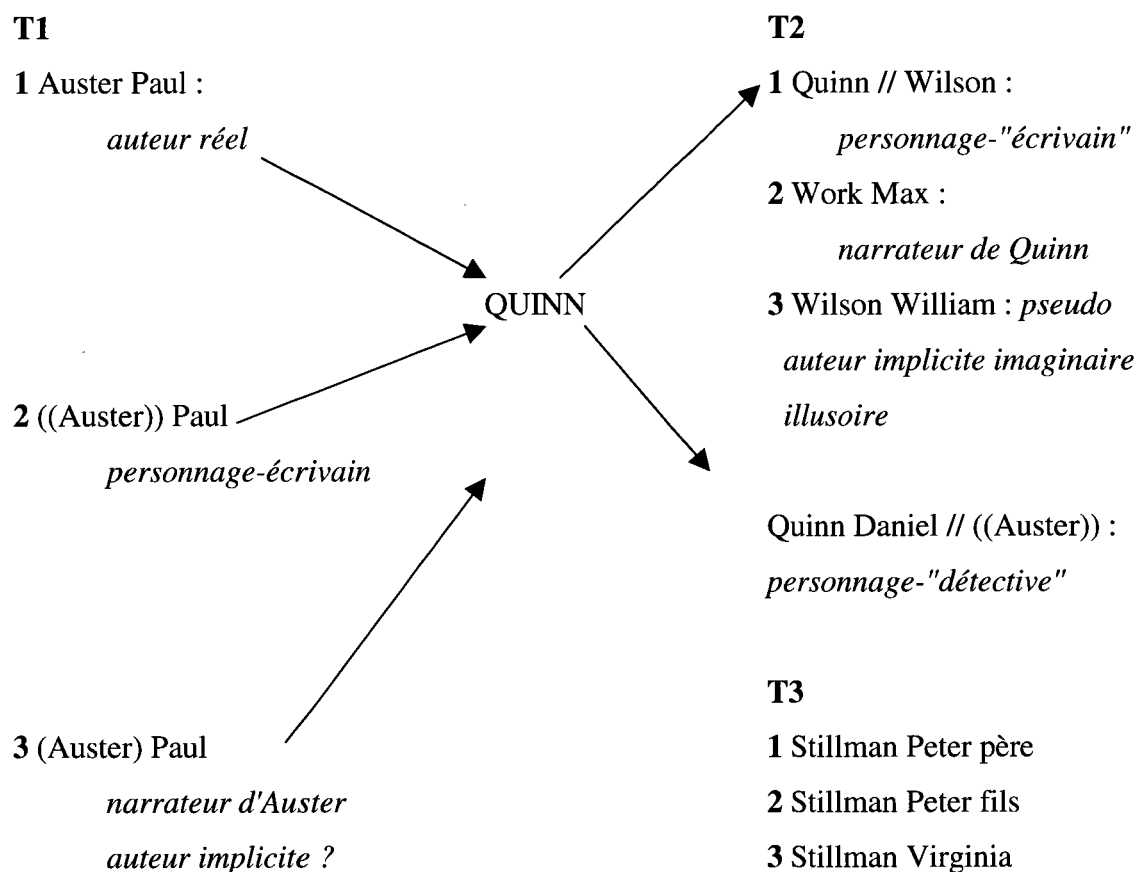 T1
1 Auster Paul :
auteur réel
2 ((Auster)) Paul
personnage-écrivain
3 (Auster) Paul
narrateur d'Auster
auteur implicite ?
QUINN
T2
1 Quinn // Wilson :
personnage-"écrivain"
2 Work Max :
narrateur de Quinn
3 Wilson William : pseudo
auteur implicite imaginaire
illusoire
Quinn Daniel // ((Auster)) :
personnage-"détective"
T3
1 Stillman Peter père
2 Stillman Peter fils
3 Stillman Virginia